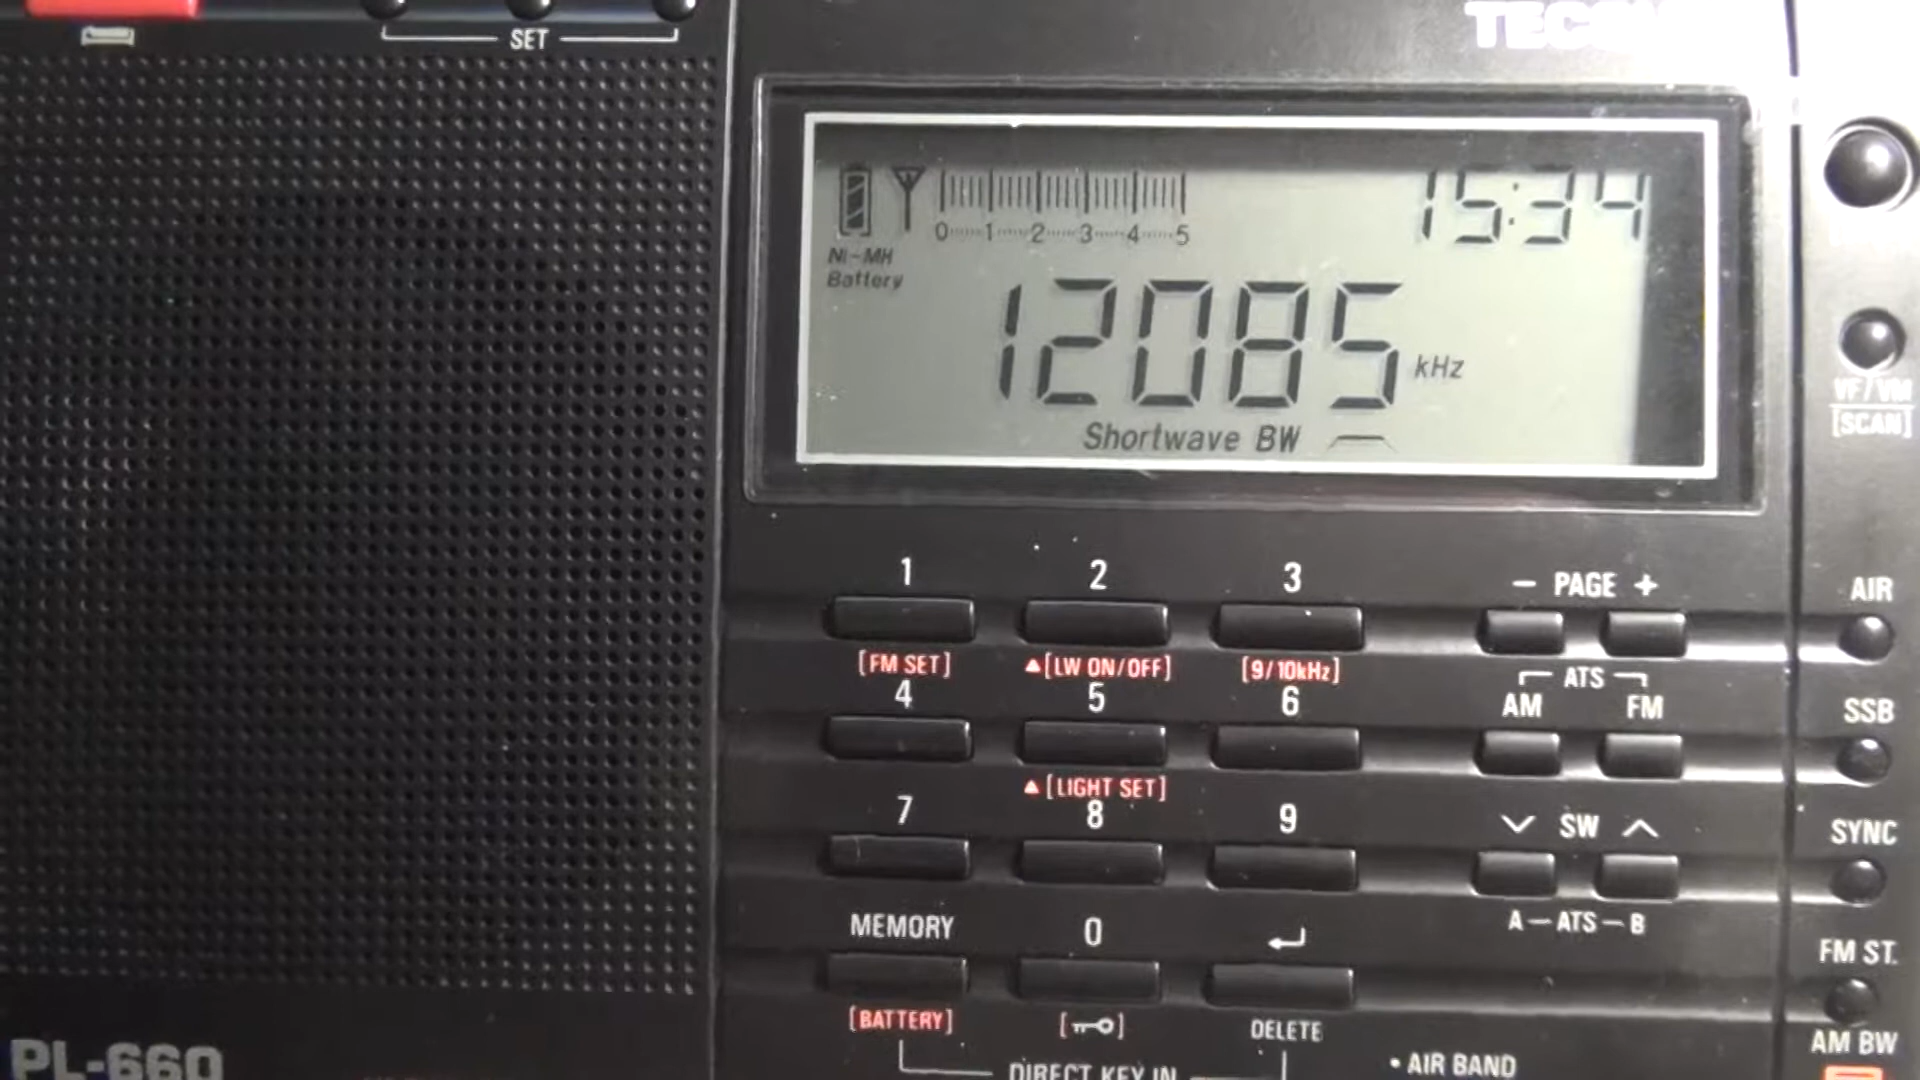 SET
15:34
0 1 2 3 4 5
Ni-MH
Battery
12085 kHz
Shortwave BW
VF/VM
[SCAN]
1 2 3 - PAGE + AIR
[FM SET] ▲[LW ON/OFF] [9/10kHz] ATS
4 5 6 AM FM SSB
▲[LIGHT SET]
7 8 9 SW SYNC
MEMORY 0 A — ATS — B
FM ST.
[BATTERY] DELETE
AM BW
DIRECT KEY IN • AIR BAND
PL-660